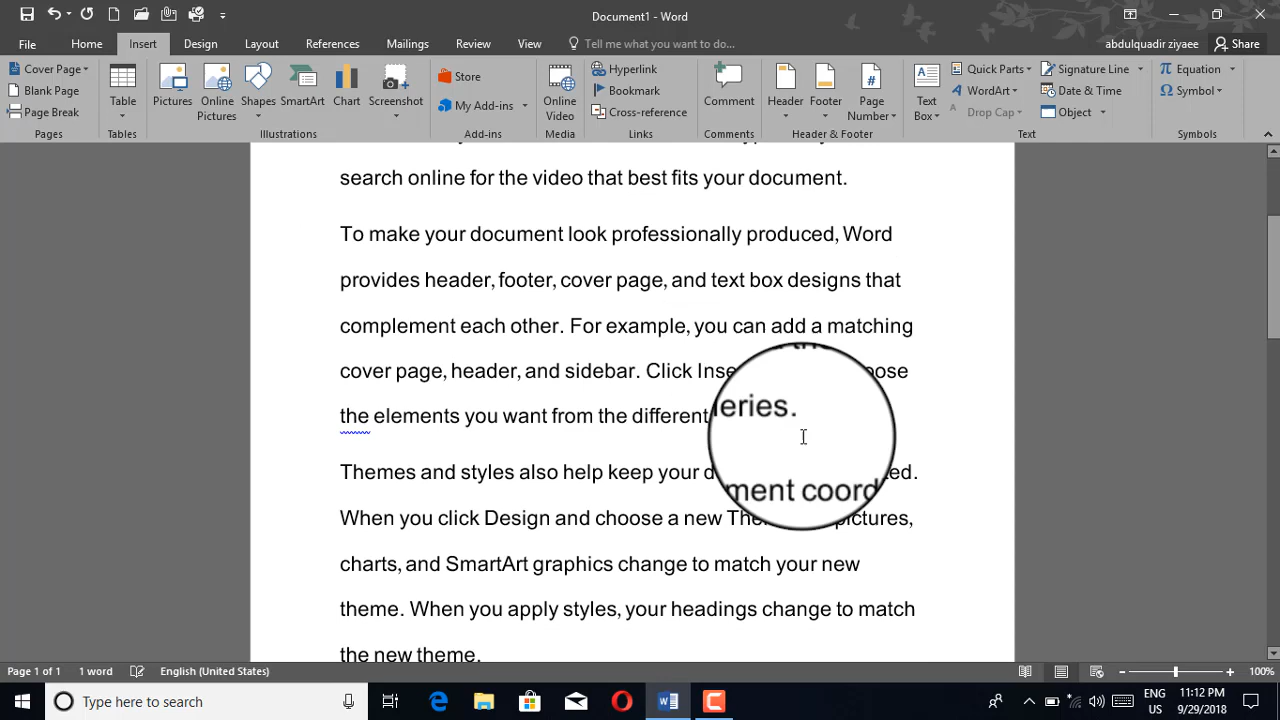 Document1 - Word
File Home Insert Design Layout References Mailings Review View Tell me what you want to do... abdulquadir ziyaee Share
Cover Page
Blank Page
Page Break
Pages
Table
Tables
Pictures
Online Pictures
Shapes
SmartArt
Chart
Screenshot
Illustrations
Store
My Add-ins
Add-ins
Online Video
Media
Hyperlink
Bookmark
Cross-reference
Links
Comment
Comments
Header
Footer
Page Number
Header & Footer
Text Box
Quick Parts
WordArt
Drop Cap
Signature Line
Date & Time
Object
Text
Equation
Symbol
Symbols
search online for the video that best fits your document.
To make your document look professionally produced, Word
provides header, footer, cover page, and text box designs that
complement each other. For example, you can add a matching
cover page, header, and sidebar. Click
the elements you want from the different leries.
Themes and styles also help keep your ment coord ed.
When you click Design and choose a new pictures,
charts, and SmartArt graphics change to match your new
theme. When you apply styles, your headings change to match
the new theme.
Page 1 of 1 1 word English (United States) 100%
Type here to search
ENG
US
11:12 PM
9/29/2018